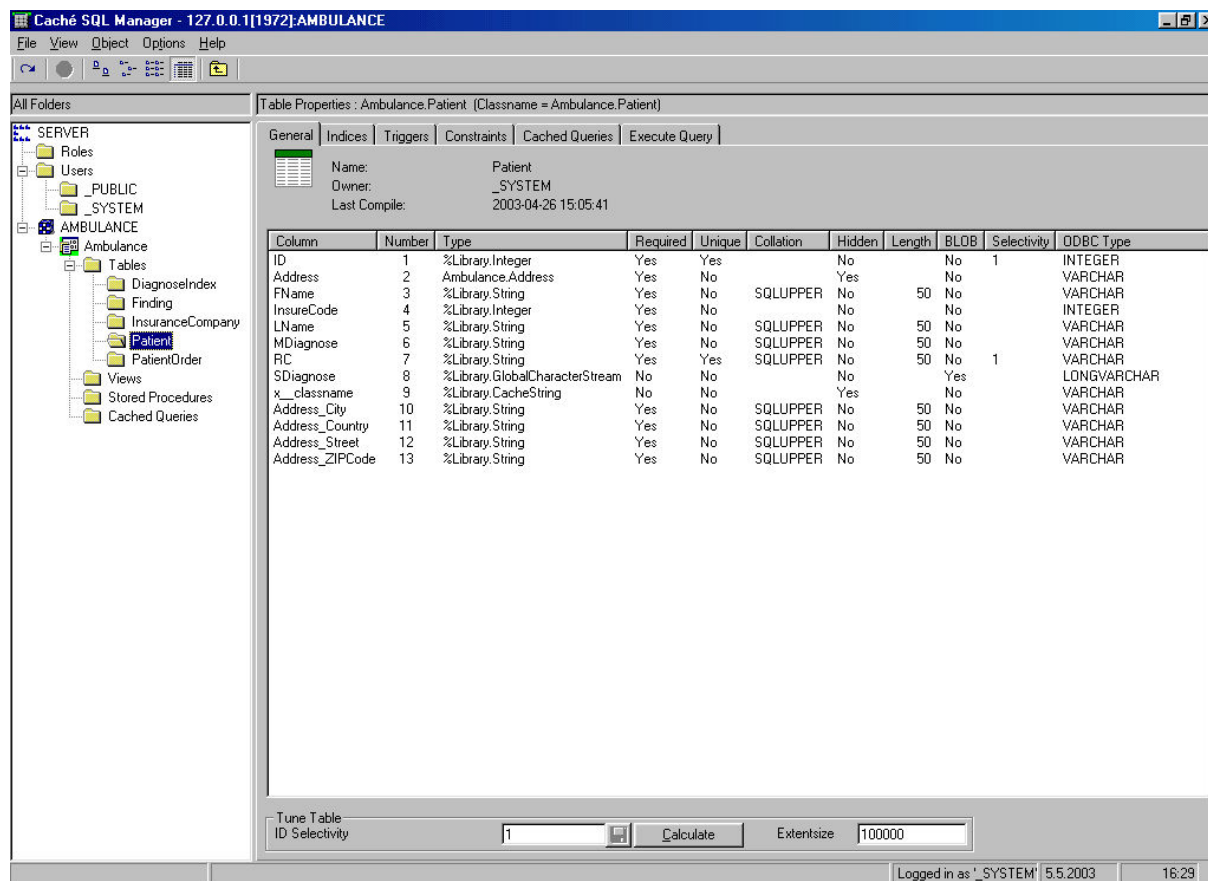 Caché SQL Manager - 127.0.0.1[1972]:AMBULANCE
File View Object Options Help
All Folders
Table Properties : Ambulance.Patient (Classname = Ambulance.Patient)
SERVER
Roles
Users
_PUBLIC
_SYSTEM
AMBULANCE
Ambulance
Tables
DiagnoseIndex
Finding
InsuranceCompany
Patient
PatientOrder
Views
Stored Procedures
Cached Queries
General Indices Triggers Constraints Cached Queries Execute Query
Name: Patient
Owner: _SYSTEM
Last Compile: 2003-04-26 15:05:41
Column Number Type Required Unique Collation Hidden Length BLOB Selectivity ODBC Type
ID 1 %Library.Integer Yes Yes No No 1 INTEGER
Address 2 Ambulance.Address Yes No Yes No VARCHAR
FName 3 %Library.String Yes No SQLUPPER No 50 No VARCHAR
InsureCode 4 %Library.Integer Yes No No No INTEGER
LName 5 %Library.String Yes No SQLUPPER No 50 No VARCHAR
MDiagnose 6 %Library.String Yes No SQLUPPER No 50 No VARCHAR
RC 7 %Library.String Yes Yes SQLUPPER No 50 No 1 VARCHAR
SDiagnose 8 %Library.GlobalCharacterStream No No No Yes LONGVARCHAR
x__classname 9 %Library.CacheString No No Yes No VARCHAR
Address_City 10 %Library.String Yes No SQLUPPER No 50 No VARCHAR
Address_Country 11 %Library.String Yes No SQLUPPER No 50 No VARCHAR
Address_Street 12 %Library.String Yes No SQLUPPER No 50 No VARCHAR
Address_ZIPCode 13 %Library.String Yes No SQLUPPER No 50 No VARCHAR
Tune Table
ID Selectivity 1 Calculate Extentsize 100000
Logged in as '_SYSTEM' 5.5.2003 16:29